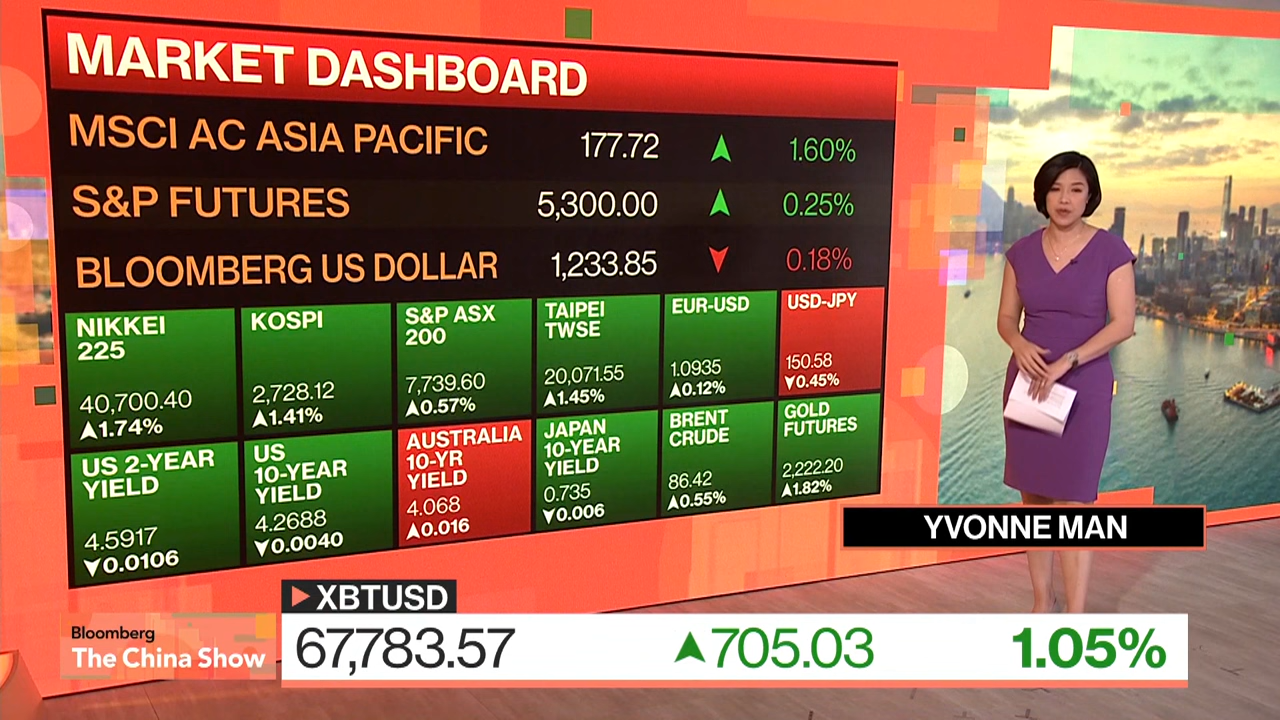 MARKET DASHBOARD
MSCI AC ASIA PACIFIC 177.72 ▲ 1.60%
S&P FUTURES 5,300.00 ▲ 0.25%
BLOOMBERG US DOLLAR 1,233.85 ▼ 0.18%
NIKKEI
225
40,700.40
▲1.74%
KOSPI
2,728.12
▲1.41%
S&P ASX
200
7,739.60
▲0.57%
TAIPEI
TWSE
20,071.55
▲1.45%
EUR-USD
1.0935
▲0.12%
USD-JPY
150.58
▼0.45%
US 2-YEAR
YIELD
4.5917
▼0.0106
US
10-YEAR
YIELD
4.2688
▼0.0040
AUSTRALIA
10-YR
YIELD
4.068
▲0.016
JAPAN
10-YEAR
YIELD
0.735
▼0.006
BRENT
CRUDE
86.42
▲0.55%
GOLD
FUTURES
2,222.20
▲1.82%
YVONNE MAN
XBTUSD
67,783.57 ▲705.03 1.05%
Bloomberg
The China Show